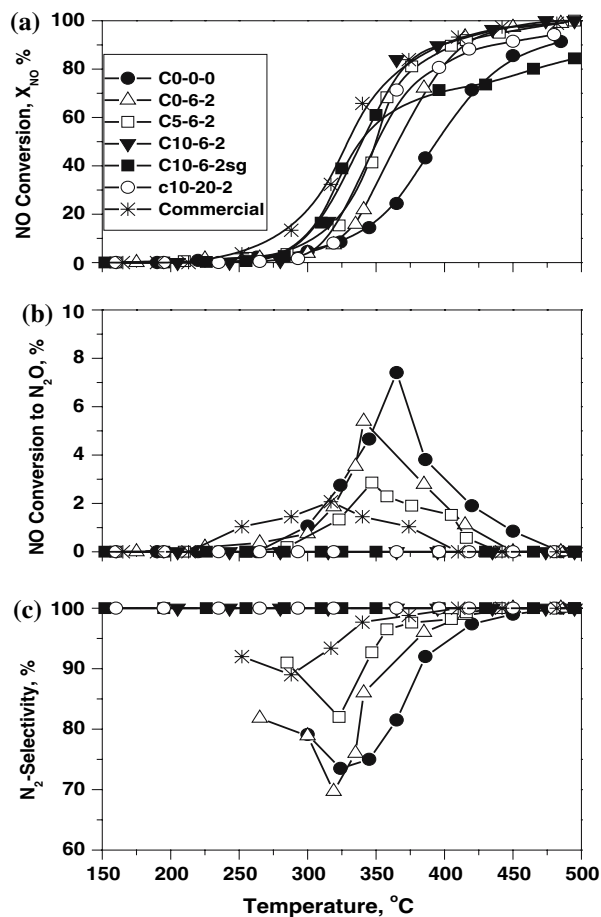 (a)
NO Conversion, X_NO %
100
80
60
40
20
0
C0-0-0
C0-6-2
C5-6-2
C10-6-2
C10-6-2sg
c10-20-2
Commercial
(b)
NO Conversion to N₂O, %
10
8
6
4
2
0
(c)
N₂-Selectivity, %
100
90
80
70
60
150 200 250 300 350 400 450 500
Temperature, °C